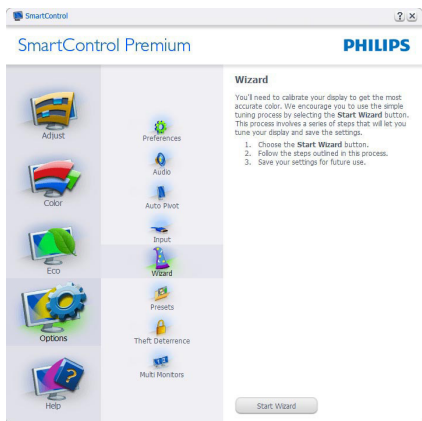 SmartControl
? x
SmartControl Premium
PHILIPS
Adjust
Color
Eco
Options
Help
Preferences
Audio
Auto Pivot
Input
Wizard
Presets
Theft Deterrence
Multi Monitors
Wizard
You'll need to calibrate your display to get the most
accurate color. We encourage you to use the simple
tuning process by selecting the Start Wizard button.
This process involves a series of steps that will let you
tune your display and save the settings.
1. Choose the Start Wizard button.
2. Follow the steps outlined in this process.
3. Save your settings for future use.
Start Wizard